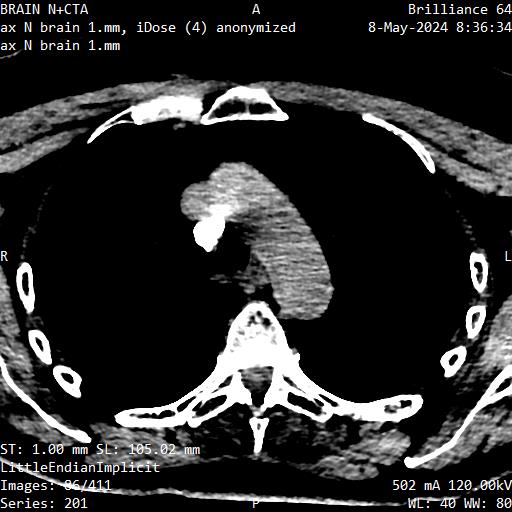 BRAIN N+CTA
ax N brain 1.mm, iDose (4) anonymized
ax N brain 1.mm
A
Brilliance 64
8-May-2024 8:36:34
R
L
ST: 1.00 mm SL: 105.02 mm
LittleEndianImplicit
Images: 86/411
Series: 201
P
502 mA 120.00kV
WL: 40 WW: 80